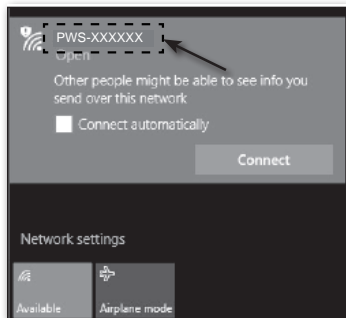 PWS-XXXXXX
Open
Other people might be able to see info you
send over this network
Connect automatically
Connect
Network settings
Available
Airplane mode